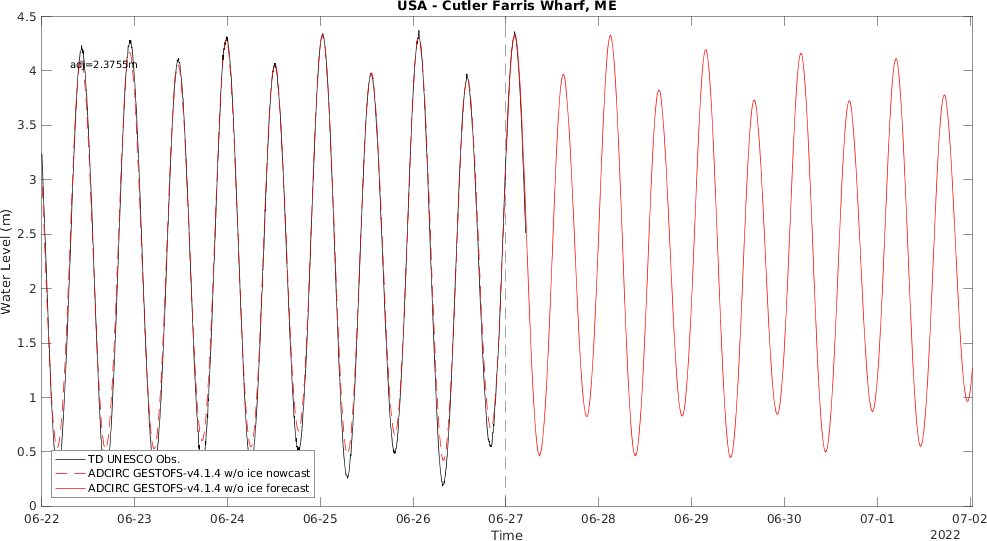 USA - Cutler Farris Wharf, ME
4.5
4
3.5
3
2.5
2
1.5
1
0.5
0
Water Level (m)
adj=2.3755m
TD UNESCO Obs.
ADCIRC GESTOFS-v4.1.4 w/o ice nowcast
ADCIRC GESTOFS-v4.1.4 w/o ice forecast
06-22 06-23 06-24 06-25 06-26 06-27 06-28 06-29 06-30 07-01 07-02
Time
2022